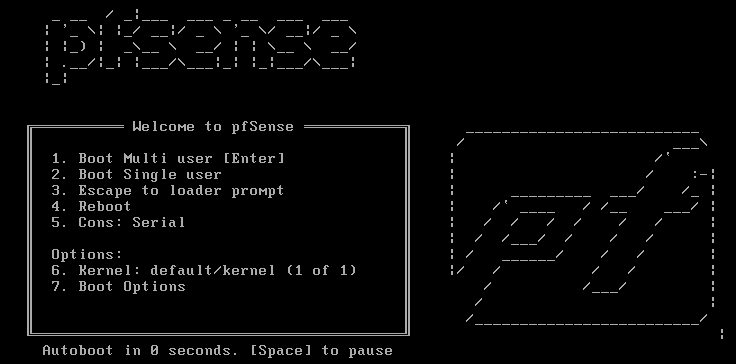 pfsense
Welcome to pfSense
1. Boot Multi user [Enter]
2. Boot Single user
3. Escape to loader prompt
4. Reboot
5. Cons: Serial
Options:
6. Kernel: default/kernel (1 of 1)
7. Boot Options
pf
Autoboot in 0 seconds. [Space] to pause